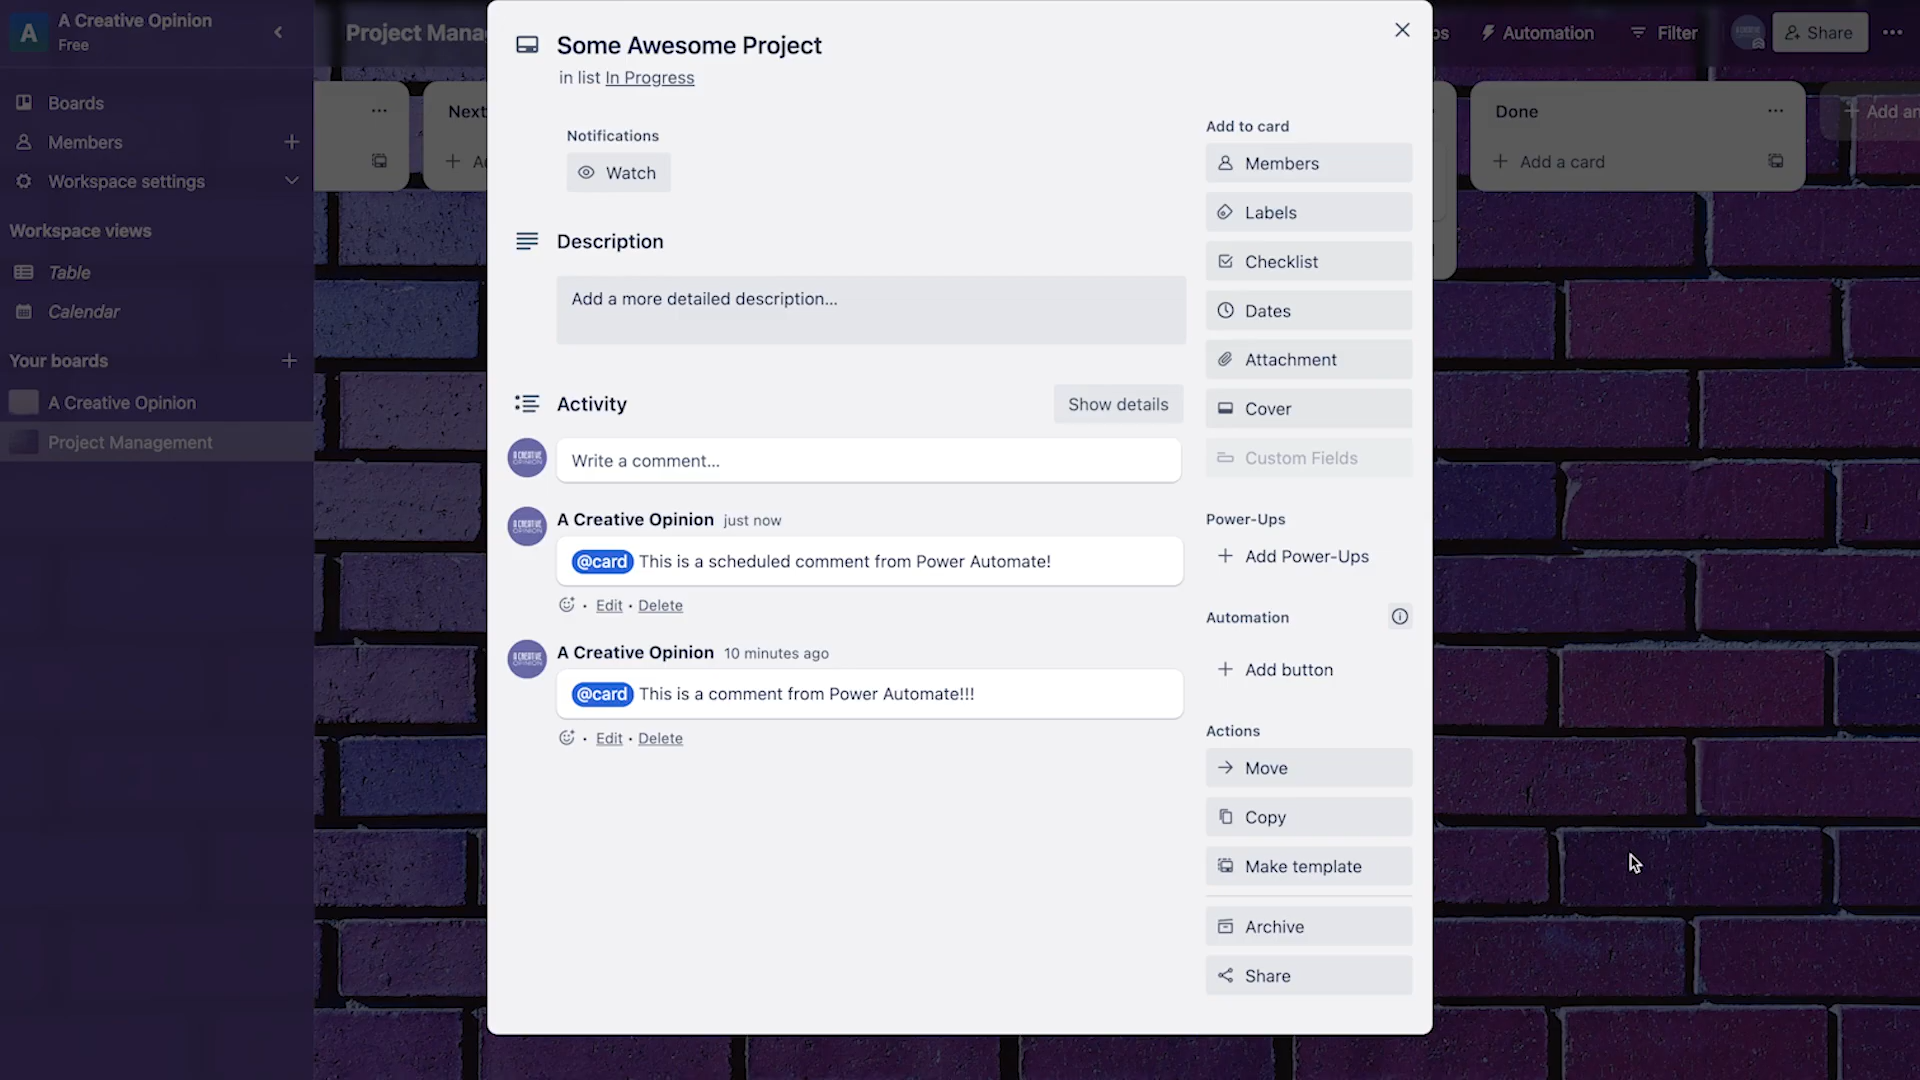 A
A Creative Opinion
Free
Boards
Members
Workspace settings
Workspace views
Table
Calendar
Your boards
A Creative Opinion
Project Management
Project Mana
Automation
Filter
Share
Next
Done
Add a card
Add an
Some Awesome Project
in list In Progress
Notifications
Watch
Description
Add a more detailed description...
Activity
Show details
Write a comment...
A Creative Opinion just now
@card This is a scheduled comment from Power Automate!
• Edit • Delete
A Creative Opinion 10 minutes ago
@card This is a comment from Power Automate!!!
• Edit • Delete
Add to card
Members
Labels
Checklist
Dates
Attachment
Cover
Custom Fields
Power-Ups
Add Power-Ups
Automation
Add button
Actions
Move
Copy
Make template
Archive
Share